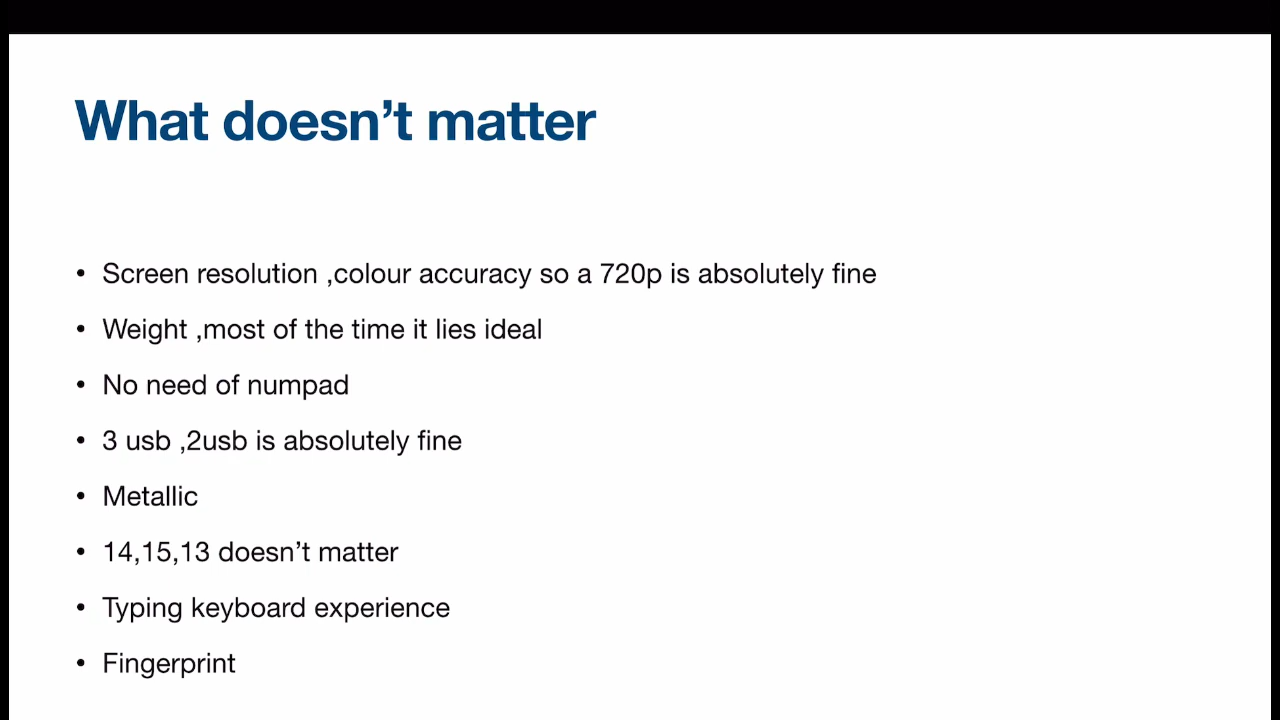 What doesn’t matter
• Screen resolution ,colour accuracy so a 720p is absolutely fine
• Weight ,most of the time it lies ideal
• No need of numpad
• 3 usb ,2usb is absolutely fine
• Metallic
• 14,15,13 doesn’t matter
• Typing keyboard experience
• Fingerprint